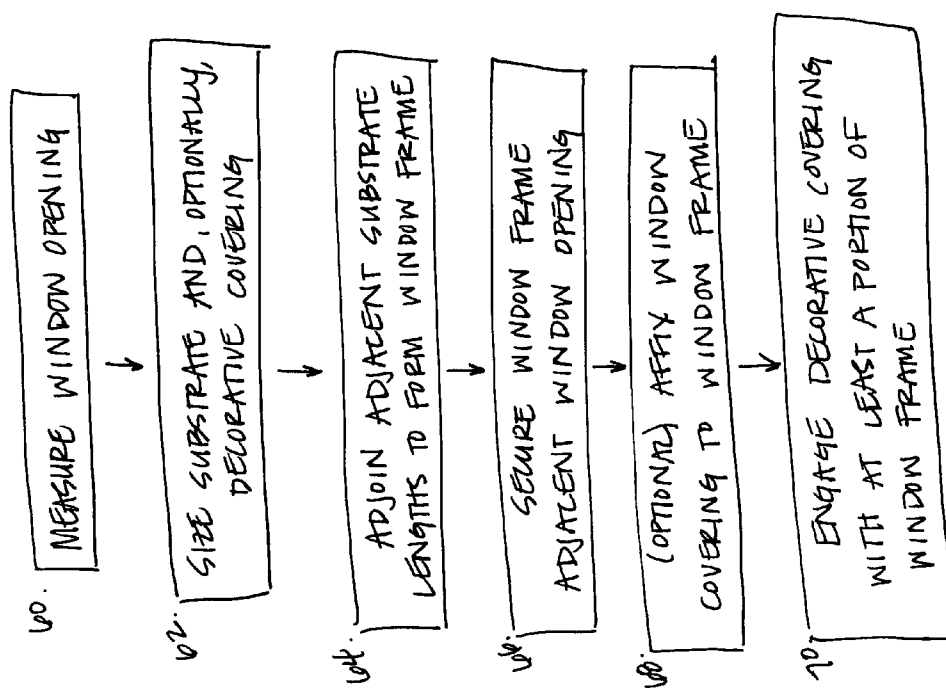 60.
MEASURE WINDOW OPENING
62.
SIZE SUBSTRATE AND, OPTIONALLY,
DECORATIVE COVERING
64.
ADJOIN ADJACENT SUBSTRATE
LENGTHS TO FORM WINDOW FRAME
66.
SECURE WINDOW FRAME
ADJACENT WINDOW OPENING
68.
(OPTIONAL) AFFIX WINDOW
COVERING TO WINDOW FRAME
70.
ENGAGE DECORATIVE COVERING
WITH AT LEAST A PORTION OF
WINDOW FRAME